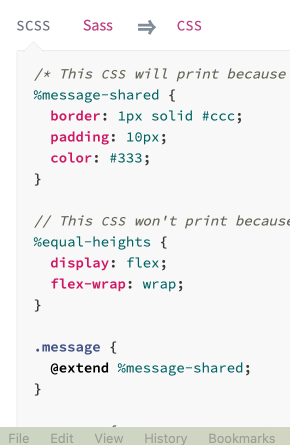 SCSS Sass ⇒ CSS
/* This CSS will print because
%message-shared {
  border: 1px solid #ccc;
  padding: 10px;
  color: #333;
}

// This CSS won't print because
%equal-heights {
  display: flex;
  flex-wrap: wrap;
}

.message {
  @extend %message-shared;
}
File Edit View History Bookmarks